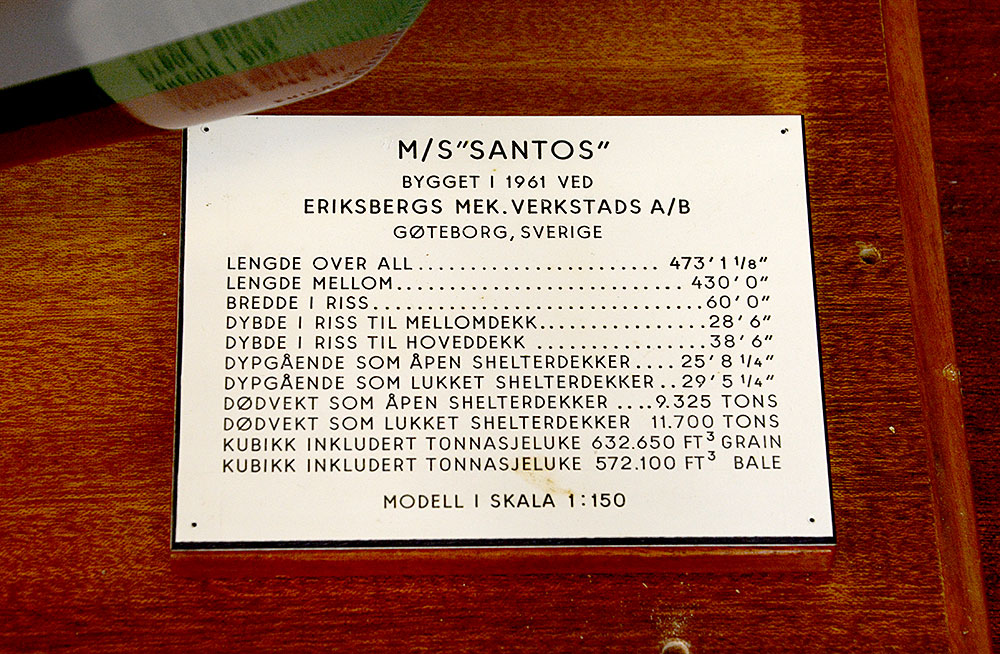 M/S"SANTOS"
BYGGET I 1961 VED
ERIKSBERGS MEK. VERKSTADS A/B
GØTEBORG, SVERIGE
LENGDE OVER ALL....................... 473' 1 1/8"
LENGDE MELLOM........................... 430' 0"
BREDDE I RISS................................60' 0"
DYBDE I RISS TIL MELLOMDEKK................28' 6"
DYBDE I RISS TIL HOVEDDEKK ................38' 6"
DYPGÅENDE SOM ÅPEN SHELTERDEKKER.... 25' 8 1/4"
DYPGÅENDE SOM LUKKET SHELTERDEKKER.. 29' 5 1/4"
DØDVEKT SOM ÅPEN SHELTERDEKKER ....9.325 TONS
DØDVEKT SOM LUKKET SHELTERDEKKER 11.700 TONS
KUBIKK INKLUDERT TONNASJELUKE 632.650 FT³ GRAIN
KUBIKK INKLUDERT TONNASJELUKE 572.100 FT³ BALE
MODELL I SKALA 1:150